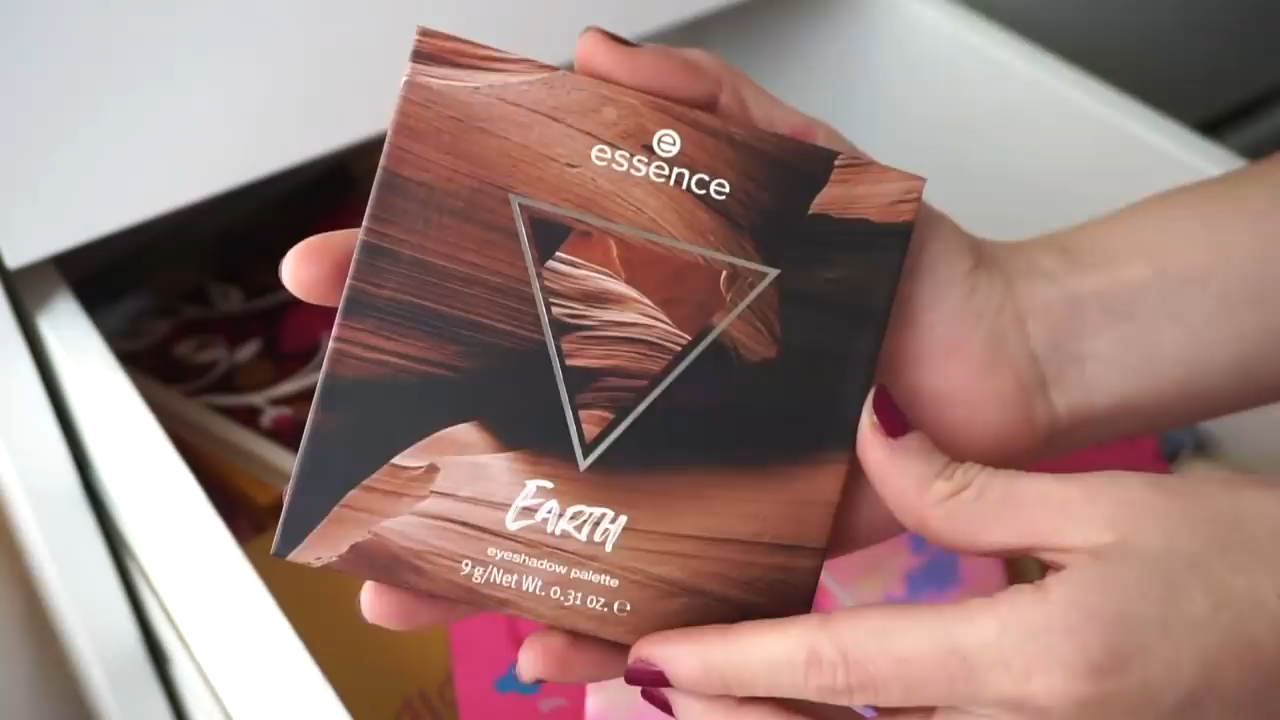 essence
EARTH
eyeshadow palette
9 g/Net Wt. 0.31 oz. ℮